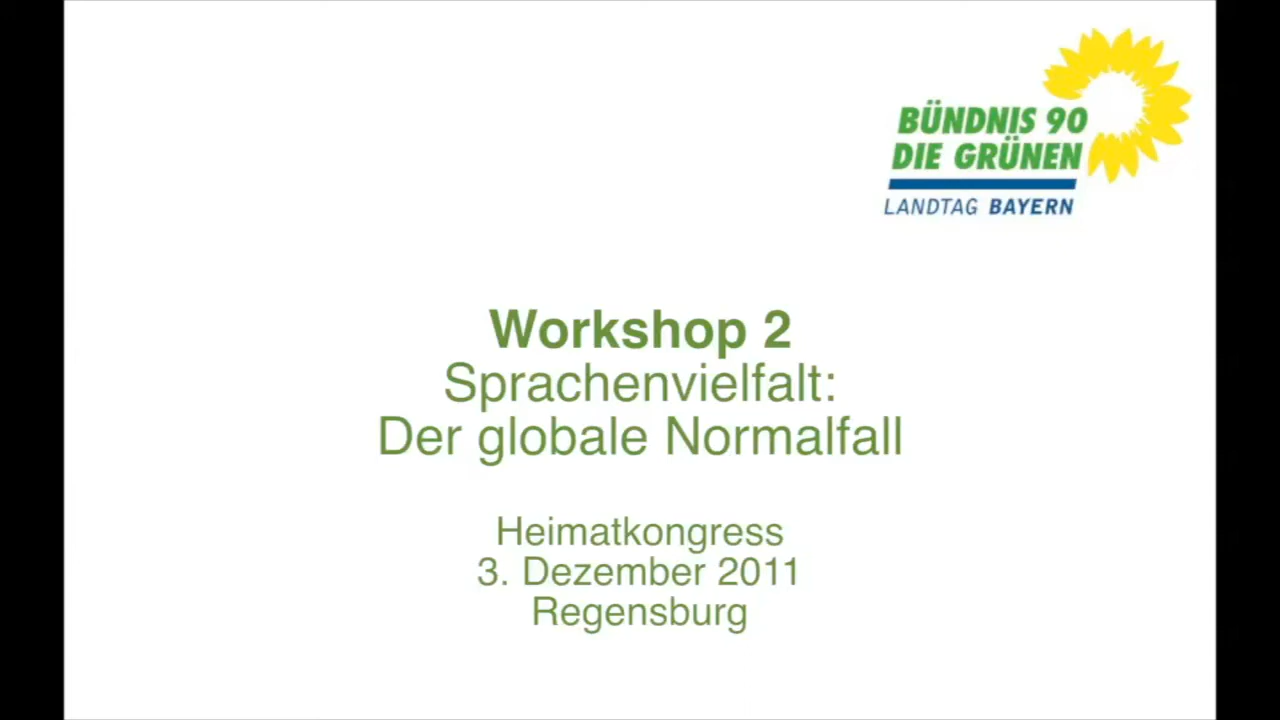 BÜNDNIS 90
DIE GRÜNEN
LANDTAG BAYERN
Workshop 2
Sprachenvielfalt:
Der globale Normalfall
Heimatkongress
3. Dezember 2011
Regensburg